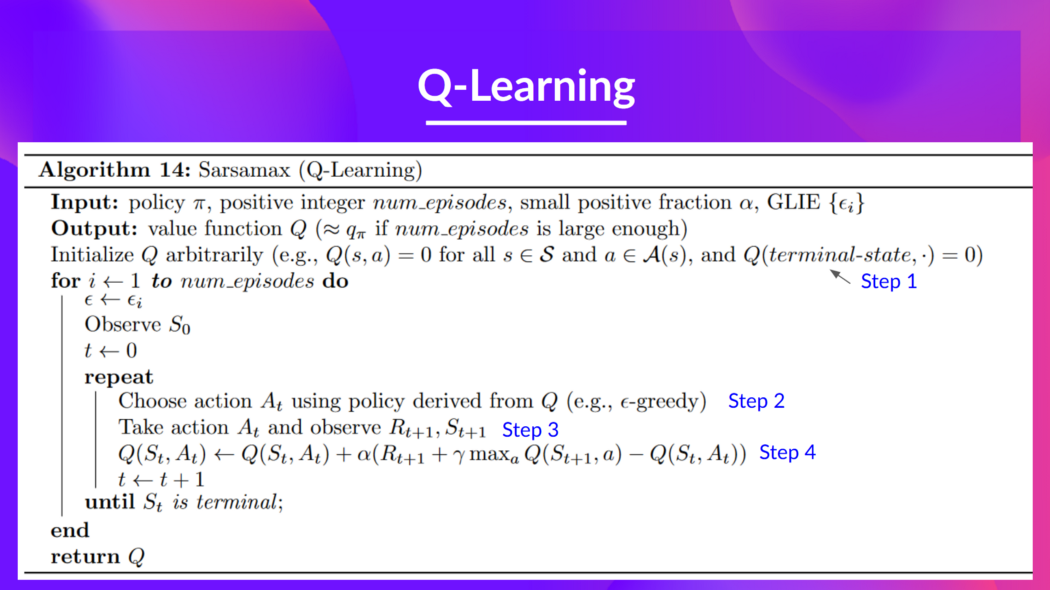 Q-Learning
Algorithm 14: Sarsamax (Q-Learning)
Input: policy π, positive integer num_episodes, small positive fraction α, GLIE {ϵᵢ}
Output: value function Q (≈ q_π if num_episodes is large enough)
Initialize Q arbitrarily (e.g., Q(s, a) = 0 for all s ∈ 𝒮 and a ∈ 𝒜(s), and Q(terminal-state, ·) = 0)
for i ← 1 to num_episodes do
Step 1
ϵ ← ϵᵢ
Observe S₀
t ← 0
repeat
Choose action Aₜ using policy derived from Q (e.g., ϵ-greedy) Step 2
Take action Aₜ and observe Rₜ₊₁, Sₜ₊₁ Step 3
Q(Sₜ, Aₜ) ← Q(Sₜ, Aₜ) + α(Rₜ₊₁ + γ maxₐ Q(Sₜ₊₁, a) − Q(Sₜ, Aₜ)) Step 4
t ← t + 1
until Sₜ is terminal;
end
return Q